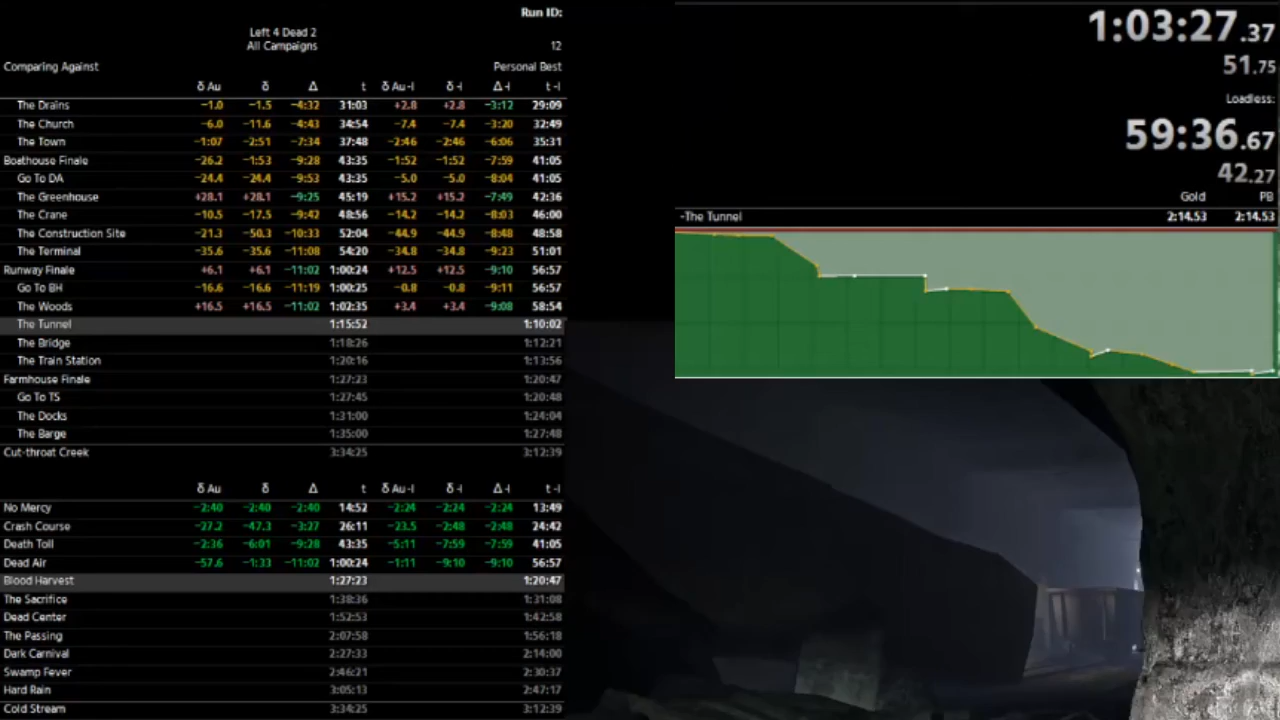 Run ID:
Left 4 Dead 2
All Campaigns 12
Comparing Against Personal Best
δ Au δ Δ t δ Au-I δ -I Δ -I t -I
The Drains −1.0 −1.5 −4:32 31:03 +2.8 +2.8 −3:12 29:09
The Church −6.0 −11.6 −4:43 34:54 −7.4 −7.4 −3:20 32:49
The Town −1:07 −2:51 −7:34 37:48 −2:46 −2:46 −6:06 35:31
Boathouse Finale −26.2 −1:53 −9:28 43:35 −1:52 −1:52 −7:59 41:05
Go To DA −24.4 −24.4 −9:53 43:35 −5.0 −5.0 −8:04 41:05
The Greenhouse +28.1 +28.1 −9:25 45:19 +15.2 +15.2 −7:49 42:36
The Crane −10.5 −17.5 −9:42 48:56 −14.2 −14.2 −8:03 46:00
The Construction Site −21.3 −50.3 −10:33 52:04 −44.9 −44.9 −8:48 48:58
The Terminal −35.6 −35.6 −11:08 54:20 −34.8 −34.8 −9:23 51:01
Runway Finale +6.1 +6.1 −11:02 1:00:24 +12.5 +12.5 −9:10 56:57
Go To BH −16.6 −16.6 −11:19 1:00:25 −0.8 −0.8 −9:11 56:57
The Woods +16.5 +16.5 −11:02 1:02:35 +3.4 +3.4 −9:08 58:54
The Tunnel 1:15:52 1:10:02
The Bridge 1:18:26 1:12:21
The Train Station 1:20:16 1:13:56
Farmhouse Finale 1:27:23 1:20:47
Go To TS 1:27:45 1:20:48
The Docks 1:31:00 1:24:04
The Barge 1:35:00 1:27:48
Cut-throat Creek 3:34:25 3:12:39
δ Au δ Δ t δ Au-I δ -I Δ -I t -I
No Mercy −2:40 −2:40 −2:40 14:52 −2:24 −2:24 −2:24 13:49
Crash Course −27.2 −47.3 −3:27 26:11 −23.5 −2:48 −2:48 24:42
Death Toll −2:36 −6:01 −9:28 43:35 −5:11 −7:59 −7:59 41:05
Dead Air −57.6 −1:33 −11:02 1:00:24 −1:11 −9:10 −9:10 56:57
Blood Harvest 1:27:23 1:20:47
The Sacrifice 1:38:36 1:31:08
Dead Center 1:52:53 1:42:58
The Passing 2:07:58 1:56:18
Dark Carnival 2:27:33 2:14:00
Swamp Fever 2:46:21 2:30:37
Hard Rain 3:05:13 2:47:17
Cold Stream 3:34:25 3:12:39
1:03:27.37
51.75
Loadless:
59:36.67
42.27
Gold PB
-The Tunnel 2:14.53 2:14.53